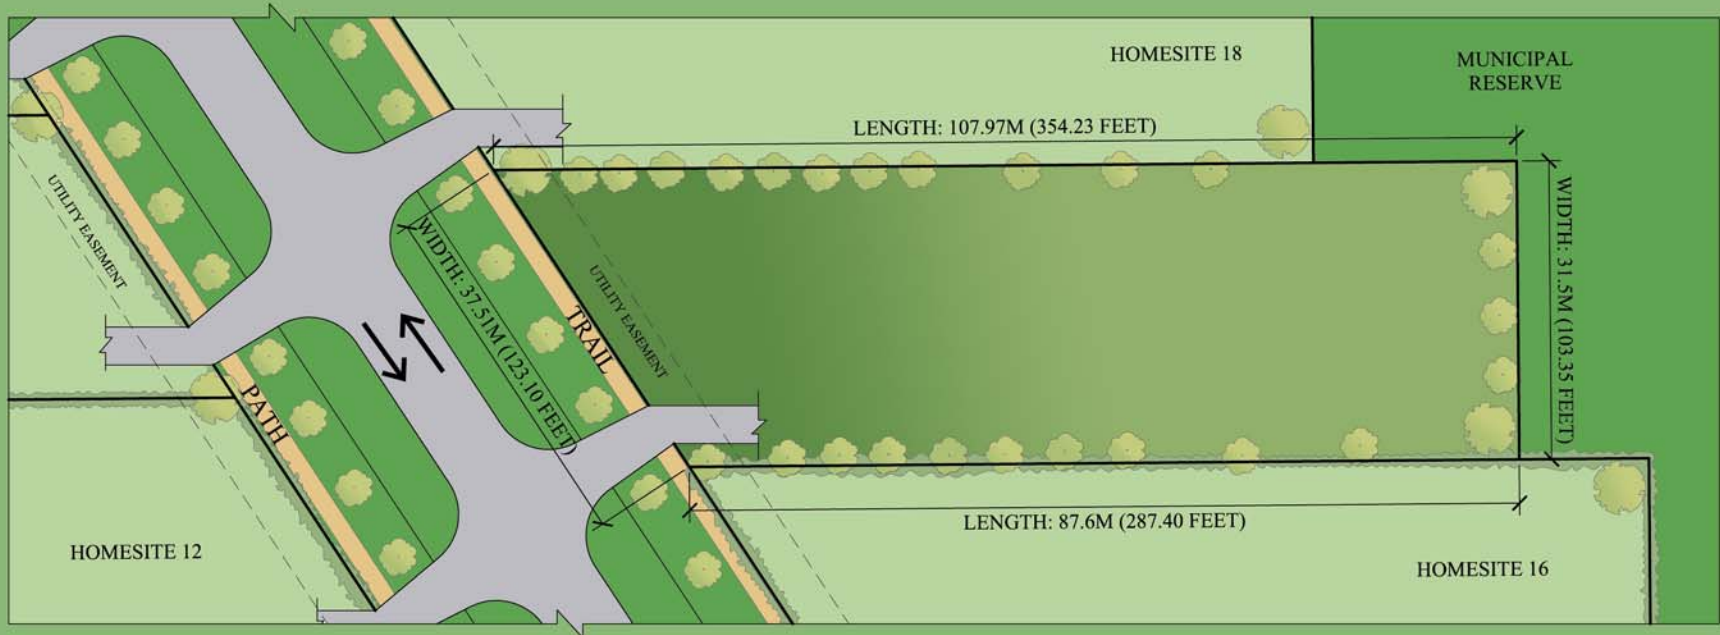 HOMESITE 18
MUNICIPAL
RESERVE
LENGTH: 107.97M (354.23 FEET)
UTILITY EASEMENT
WIDTH: 37.51M (123.10 FEET)
TRAIL
UTILITY EASEMENT
WIDTH: 31.5M (103.35 FEET)
PATH
LENGTH: 87.6M (287.40 FEET)
HOMESITE 12
HOMESITE 16